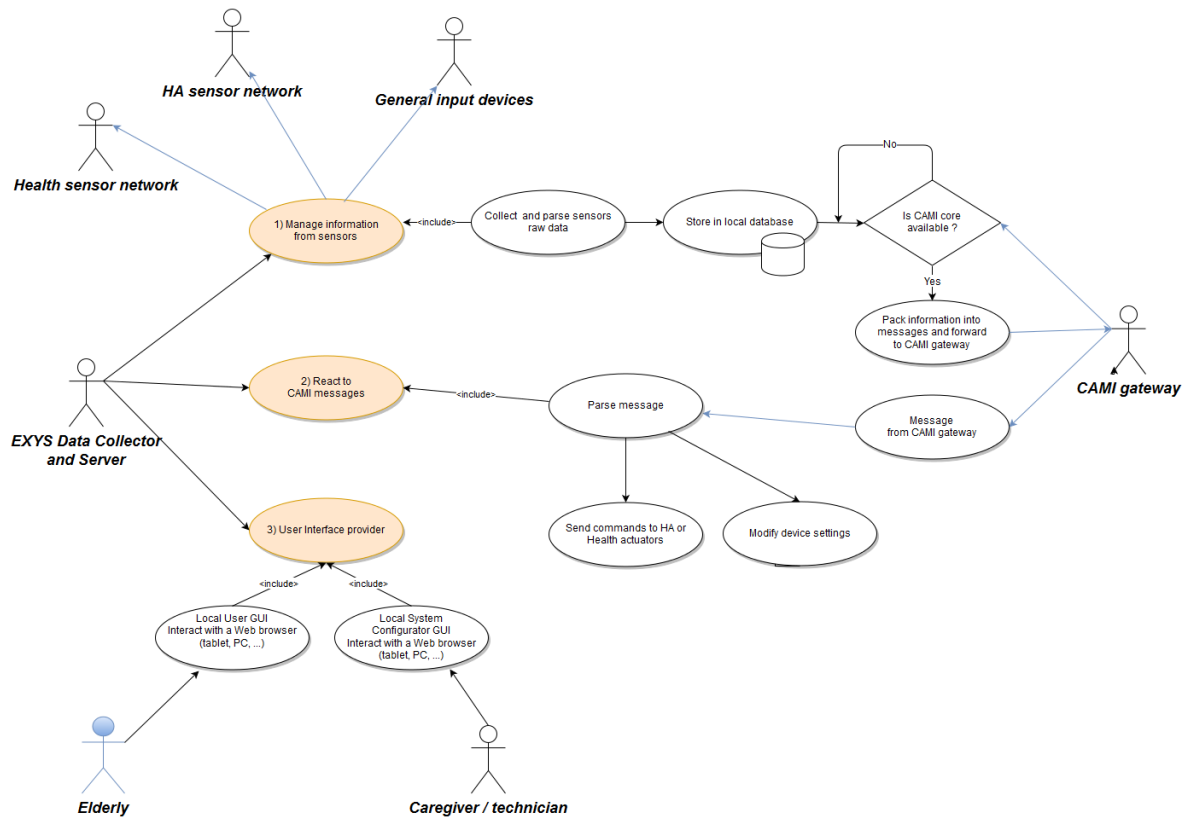 HA sensor network
General input devices
Health sensor network
No
1) Manage information
from sensors
<include>
Collect and parse sensors
raw data
Store in local database
Is CAMI core
available ?
Yes
Pack information into
messages and forward
to CAMI gateway
CAMI gateway
2) React to
CAMI messages
<include>
Parse message
Message
from CAMI gateway
EXYS Data Collector
and Server
3) User Interface provider
Send commands to HA or
Health actuators
Modify device settings
<include>
<include>
Local User GUI
Interact with a Web browser
(tablet, PC, ...)
Local System
Configurator GUI
Interact with a Web browser
(tablet, PC, ...)
Elderly
Caregiver / technician